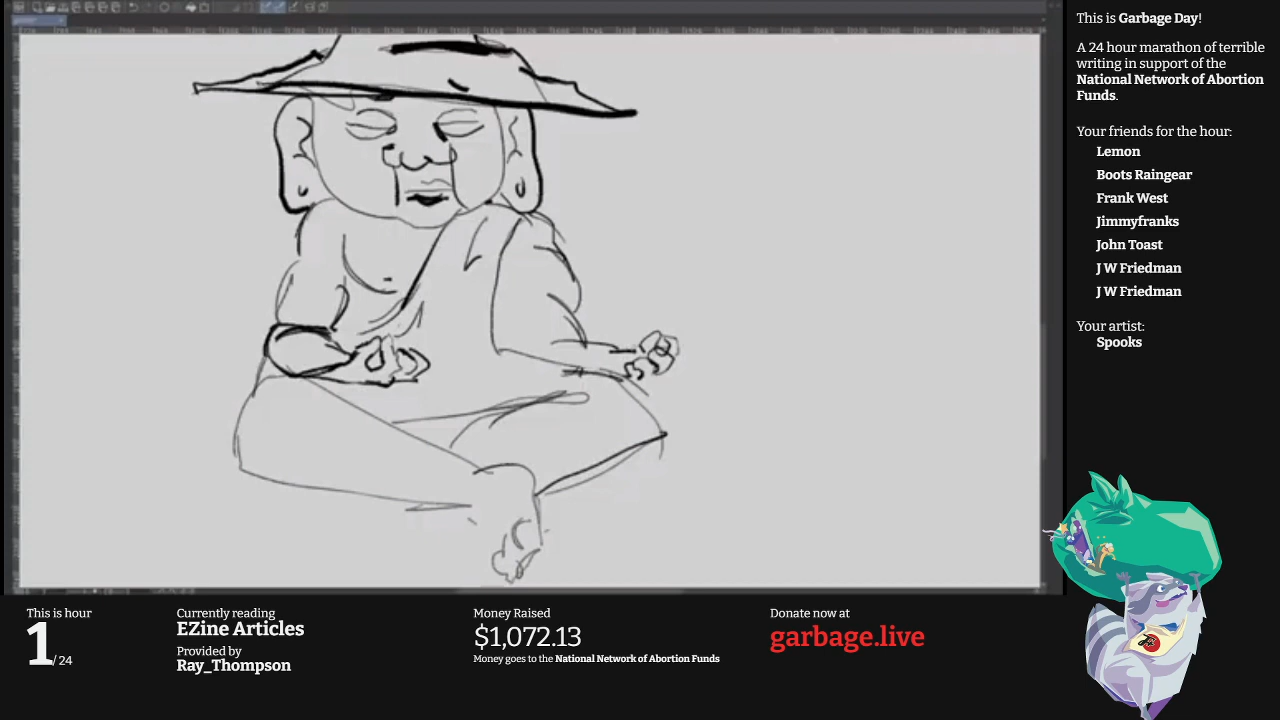 This is Garbage Day!
A 24 hour marathon of terrible
writing in support of the
National Network of Abortion
Funds.
Your friends for the hour:
Lemon
Boots Raingear
Frank West
Jimmyfranks
John Toast
J W Friedman
J W Friedman
Your artist:
Spooks
This is hour
1 / 24
Currently reading
EZine Articles
Provided by
Ray_Thompson
Money Raised
$1,072.13
Money goes to the National Network of Abortion Funds
Donate now at
garbage.live